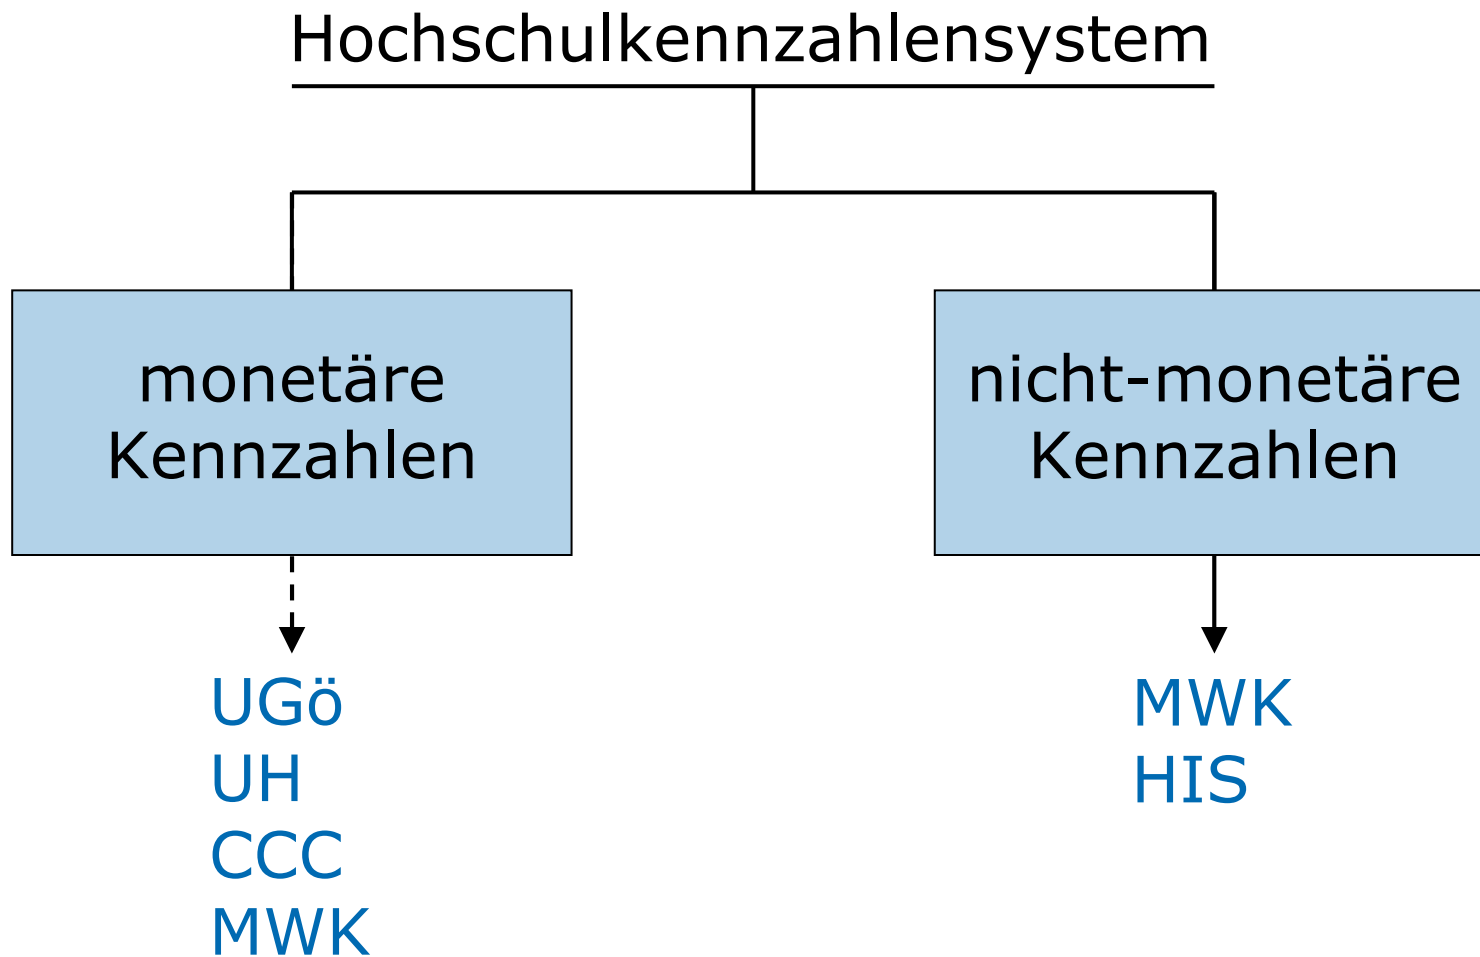 Hochschulkennzahlensystem
monetäre
Kennzahlen
nicht-monetäre
Kennzahlen
UGö
UH
CCC
MWK
MWK
HIS